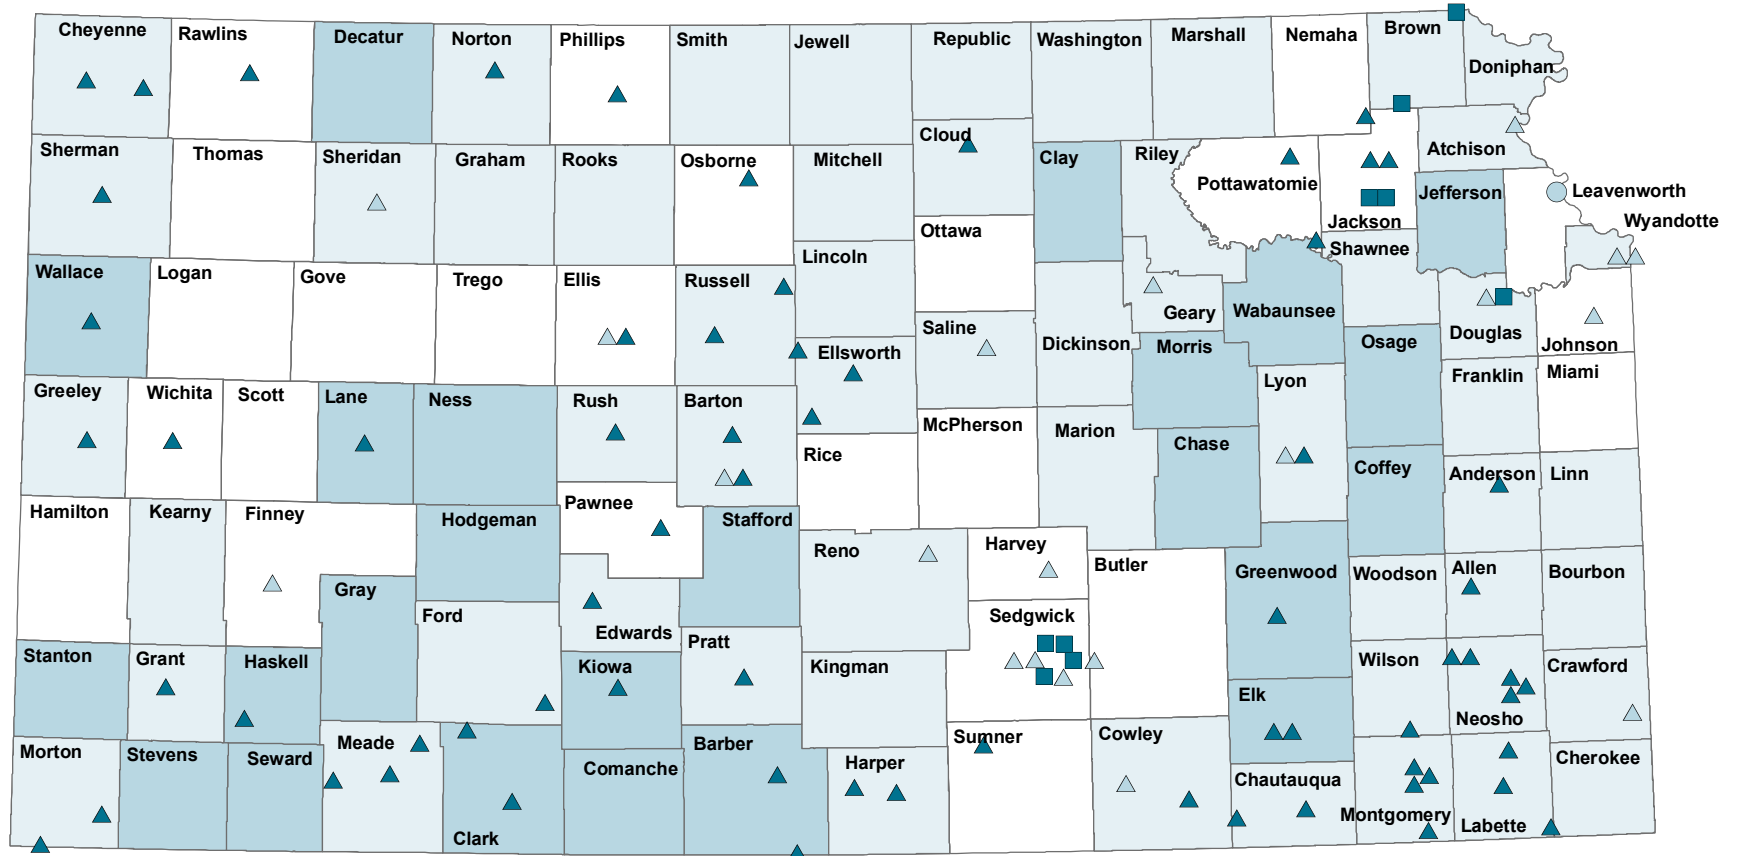 Cheyenne
Rawlins
Decatur
Norton
Phillips
Smith
Jewell
Republic
Washington
Marshall
Nemaha
Brown
Doniphan
Sherman
Thomas
Sheridan
Graham
Rooks
Osborne
Mitchell
Cloud
Clay
Riley
Pottawatomie
Jackson
Atchison
Jefferson
Leavenworth
Wyandotte
Ottawa
Lincoln
Shawnee
Wallace
Logan
Gove
Trego
Ellis
Russell
Ellsworth
Saline
Dickinson
Geary
Wabaunsee
Morris
Osage
Douglas
Johnson
Greeley
Wichita
Scott
Lane
Ness
Rush
Barton
Rice
McPherson
Marion
Chase
Lyon
Coffey
Franklin
Miami
Anderson
Linn
Hamilton
Kearny
Finney
Hodgeman
Pawnee
Stafford
Reno
Harvey
Butler
Greenwood
Woodson
Allen
Bourbon
Gray
Ford
Edwards
Sedgwick
Stanton
Grant
Haskell
Kiowa
Pratt
Kingman
Elk
Wilson
Neosho
Crawford
Morton
Stevens
Seward
Meade
Clark
Comanche
Barber
Harper
Sumner
Cowley
Chautauqua
Montgomery
Labette
Cherokee